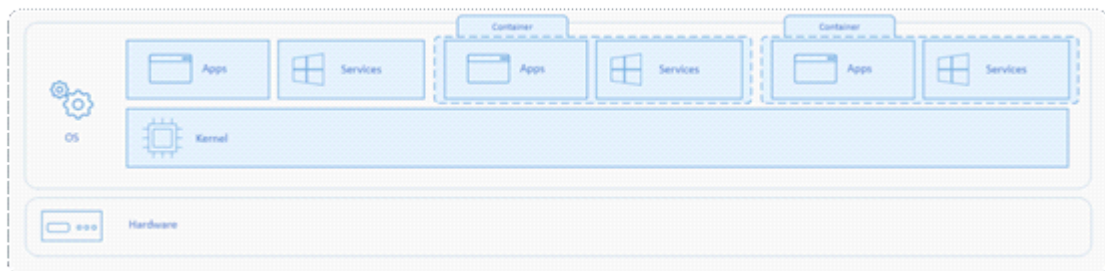 Container Container
Apps Services Apps Services Apps Services
OS
Kernel
Hardware